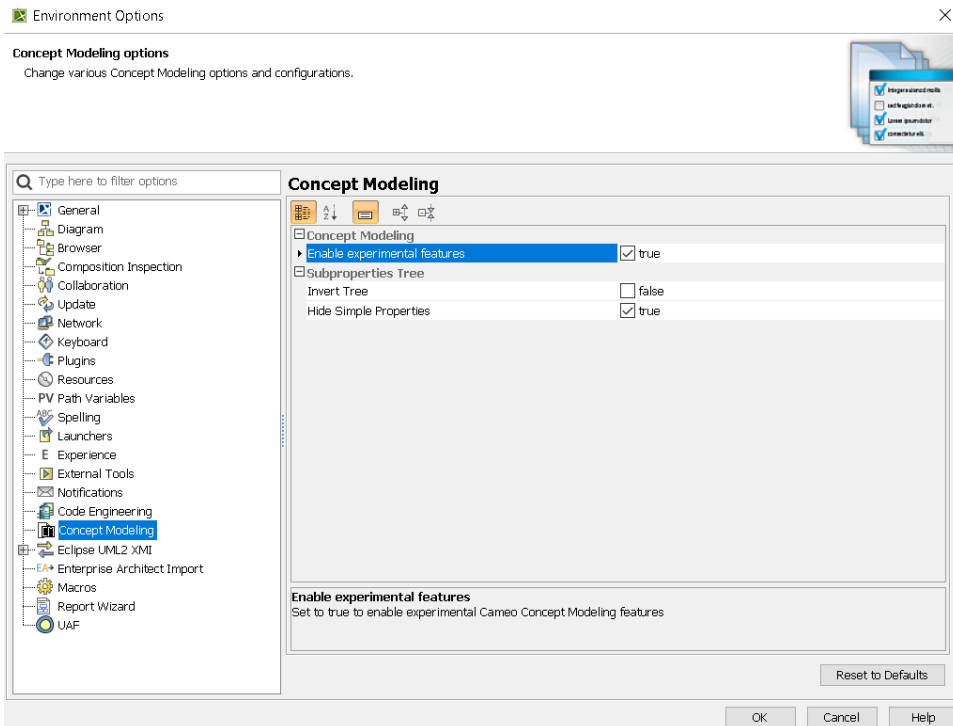 Environment Options
Concept Modeling options
Change various Concept Modeling options and configurations.
Type here to filter options
General
Diagram
Browser
Composition Inspection
Collaboration
Update
Network
Keyboard
Plugins
Resources
PV Path Variables
ABC Spelling
Launchers
E Experience
External Tools
Notifications
Code Engineering
Concept Modeling
Eclipse UML2 XMI
EA Enterprise Architect Import
Macros
Report Wizard
UAF
Concept Modeling
Concept Modeling
Enable experimental features true
Subproperties Tree
Invert Tree false
Hide Simple Properties true
Enable experimental features
Set to true to enable experimental Cameo Concept Modeling features
Reset to Defaults
OK Cancel Help